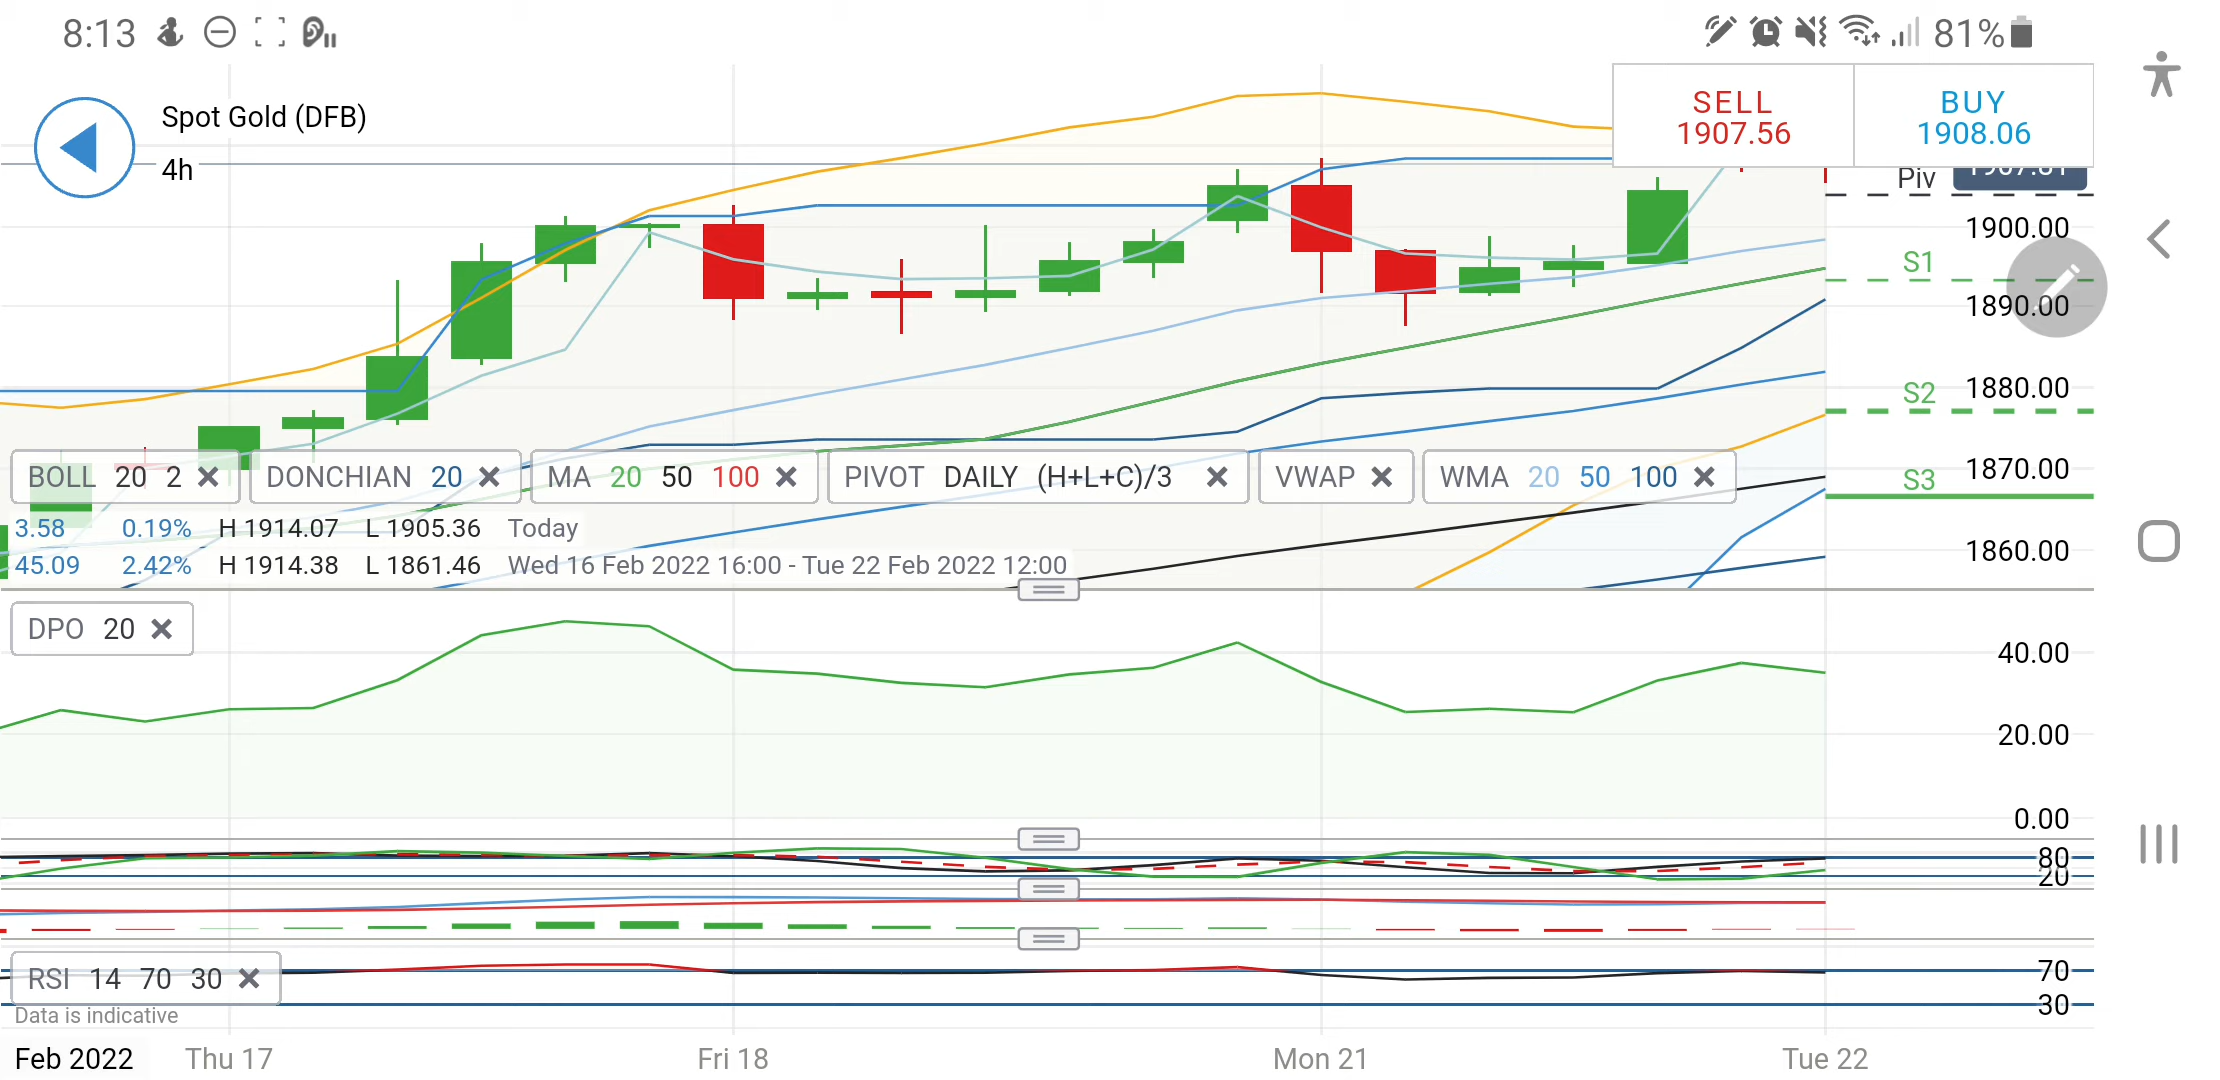 8:13
81%
Spot Gold (DFB)
4h
SELL
1907.56
BUY
1908.06
Piv
1900.00
S1
1890.00
S2
1880.00
S3
1870.00
1860.00
BOLL 20 2
DONCHIAN 20
MA 20 50 100
PIVOT DAILY (H+L+C)/3
VWAP
WMA 20 50 100
3.58 0.19% H 1914.07 L 1905.36 Today
45.09 2.42% H 1914.38 L 1861.46 Wed 16 Feb 2022 16:00 - Tue 22 Feb 2022 12:00
DPO 20
40.00
20.00
0.00
80
20
RSI 14 70 30
70
30
Data is indicative
Feb 2022 Thu 17 Fri 18 Mon 21 Tue 22